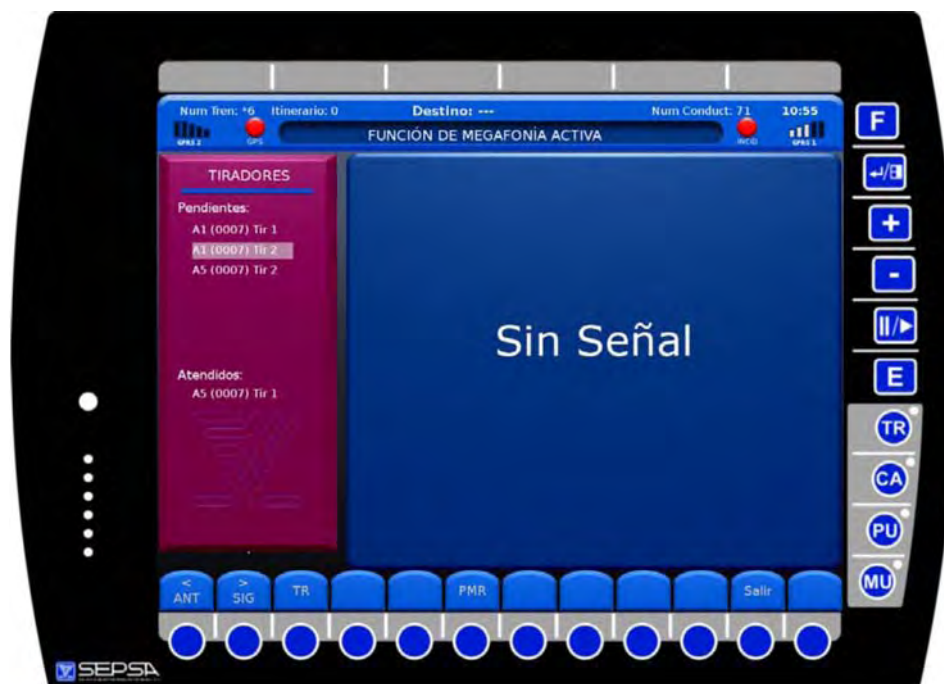 Num Tren: *6 Itinerario: 0 Destino: --- Num Conduct: 71 10:55
GPRS 2 GPS FUNCIÓN DE MEGAFONÍA ACTIVA INCID GPRS 1
TIRADORES
Pendientes:
A1 (0007) Tir 1
A1 (0007) Tir 2
A5 (0007) Tir 2
Atendidos:
A5 (0007) Tir 1
Sin Señal
F
↵/
+
-
II/▶
E
TR
CA
PU
MU
< ANT
> SIG
TR
PMR
Salir
SEPSA